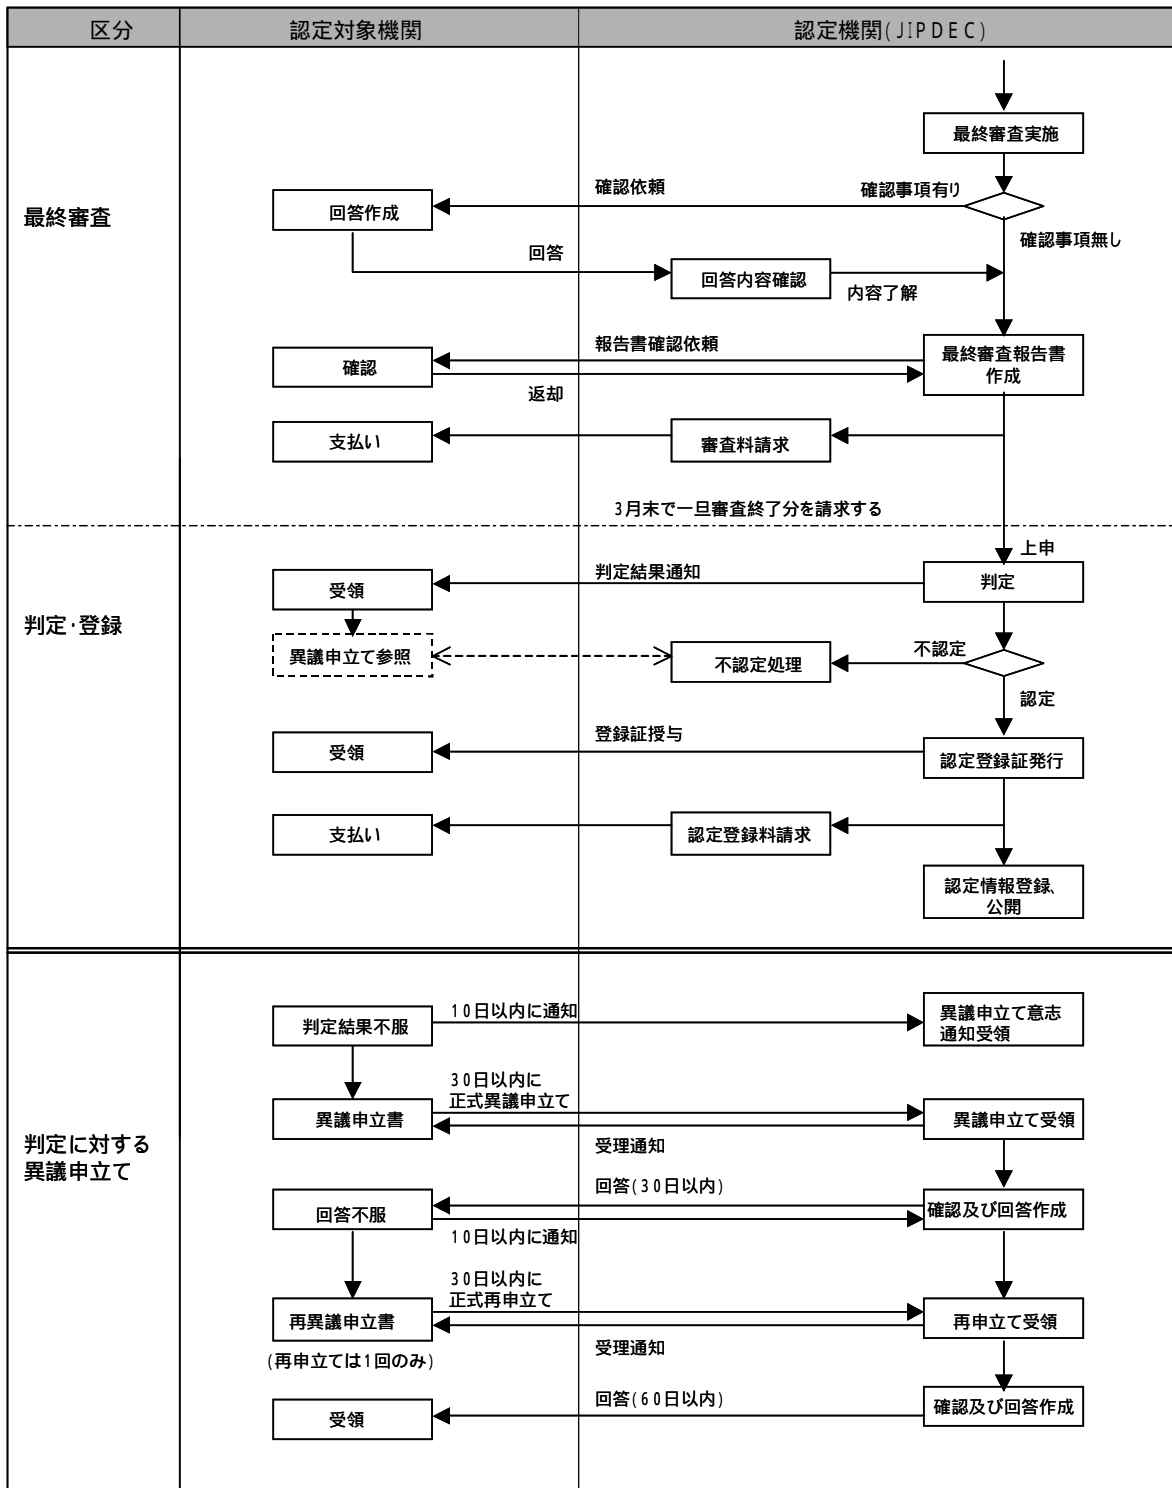 区分
認定対象機関
認定機関(JIPDEC)
最終審査
最終審査実施
確認依頼
確認事項有り
回答作成
確認事項無し
回答
回答内容確認
内容了解
報告書確認依頼
確認
最終審査報告書
作成
返却
支払い
審査料請求
3月末で一旦審査終了分を請求する
上申
判定・登録
判定結果通知
受領
判定
異議申立て参照
不認定処理
不認定
認定
登録証授与
受領
認定登録証発行
支払い
認定登録料請求
認定情報登録、
公開
判定に対する
異議申立て
判定結果不服
10日以内に通知
異議申立て意志
通知受領
30日以内に
正式異議申立て
異議申立書
異議申立て受領
受理通知
回答(30日以内)
回答不服
確認及び回答作成
10日以内に通知
30日以内に
正式再申立て
再異議申立書
再申立て受領
(再申立ては1回のみ)
受理通知
回答(60日以内)
受領
確認及び回答作成